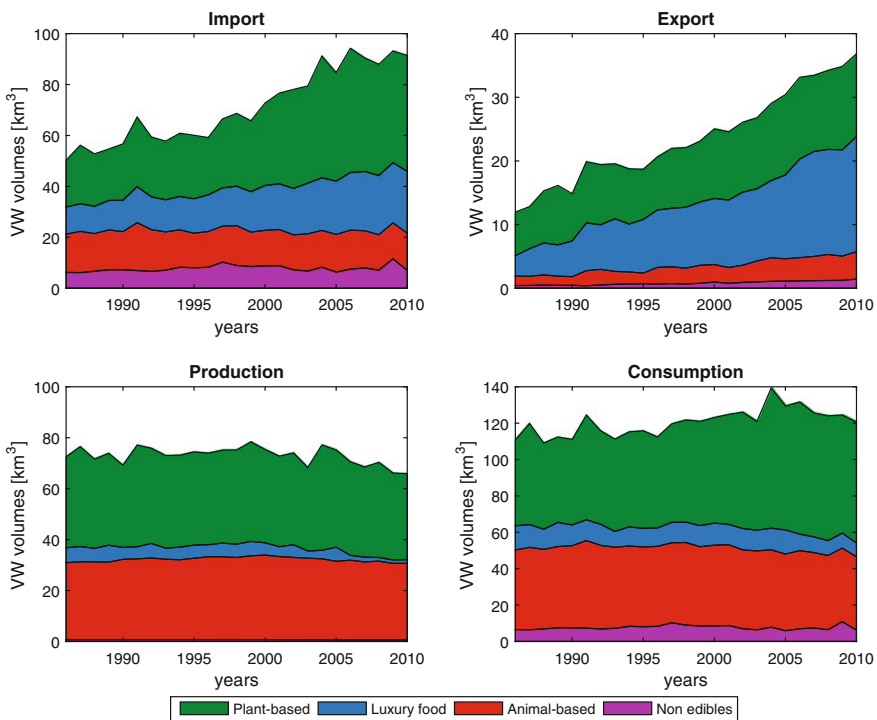 Import
Export
VW volumes [km³]
100
80
60
40
20
0
1990
1995
2000
2005
2010
years
VW volumes [km³]
40
30
20
10
0
1990
1995
2000
2005
2010
years
Production
Consumption
VW volumes [km³]
100
80
60
40
20
0
1990
1995
2000
2005
2010
years
VW volumes [km³]
140
120
100
80
60
40
20
0
1990
1995
2000
2005
2010
years
Plant-based
Luxury food
Animal-based
Non edibles